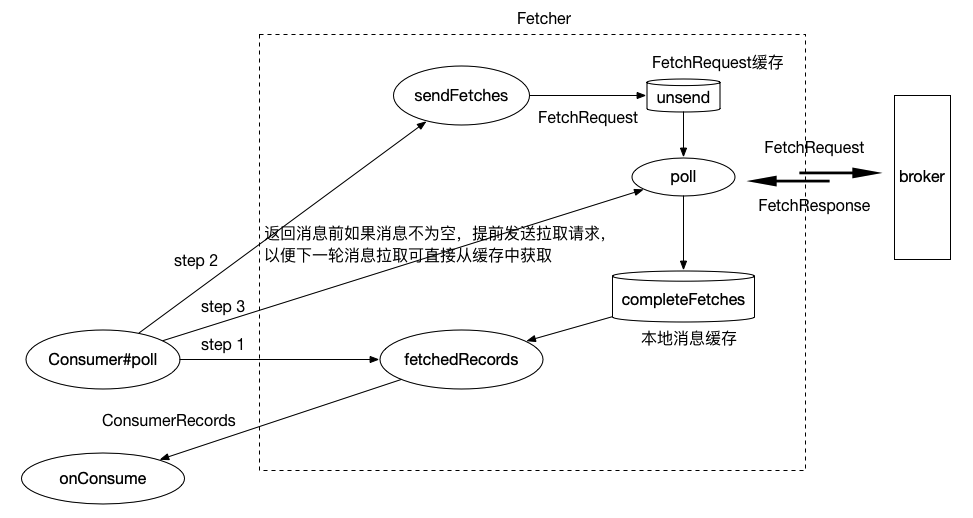 Fetcher
FetchRequest缓存
sendFetches
unsend
FetchRequest
FetchRequest
poll
broker
FetchResponse
返回消息前如果消息不为空，提前发送拉取请求，
以便下一轮消息拉取可直接从缓存中获取
step 2
completeFetches
step 3
本地消息缓存
step 1
Consumer#poll
fetchedRecords
ConsumerRecords
onConsume